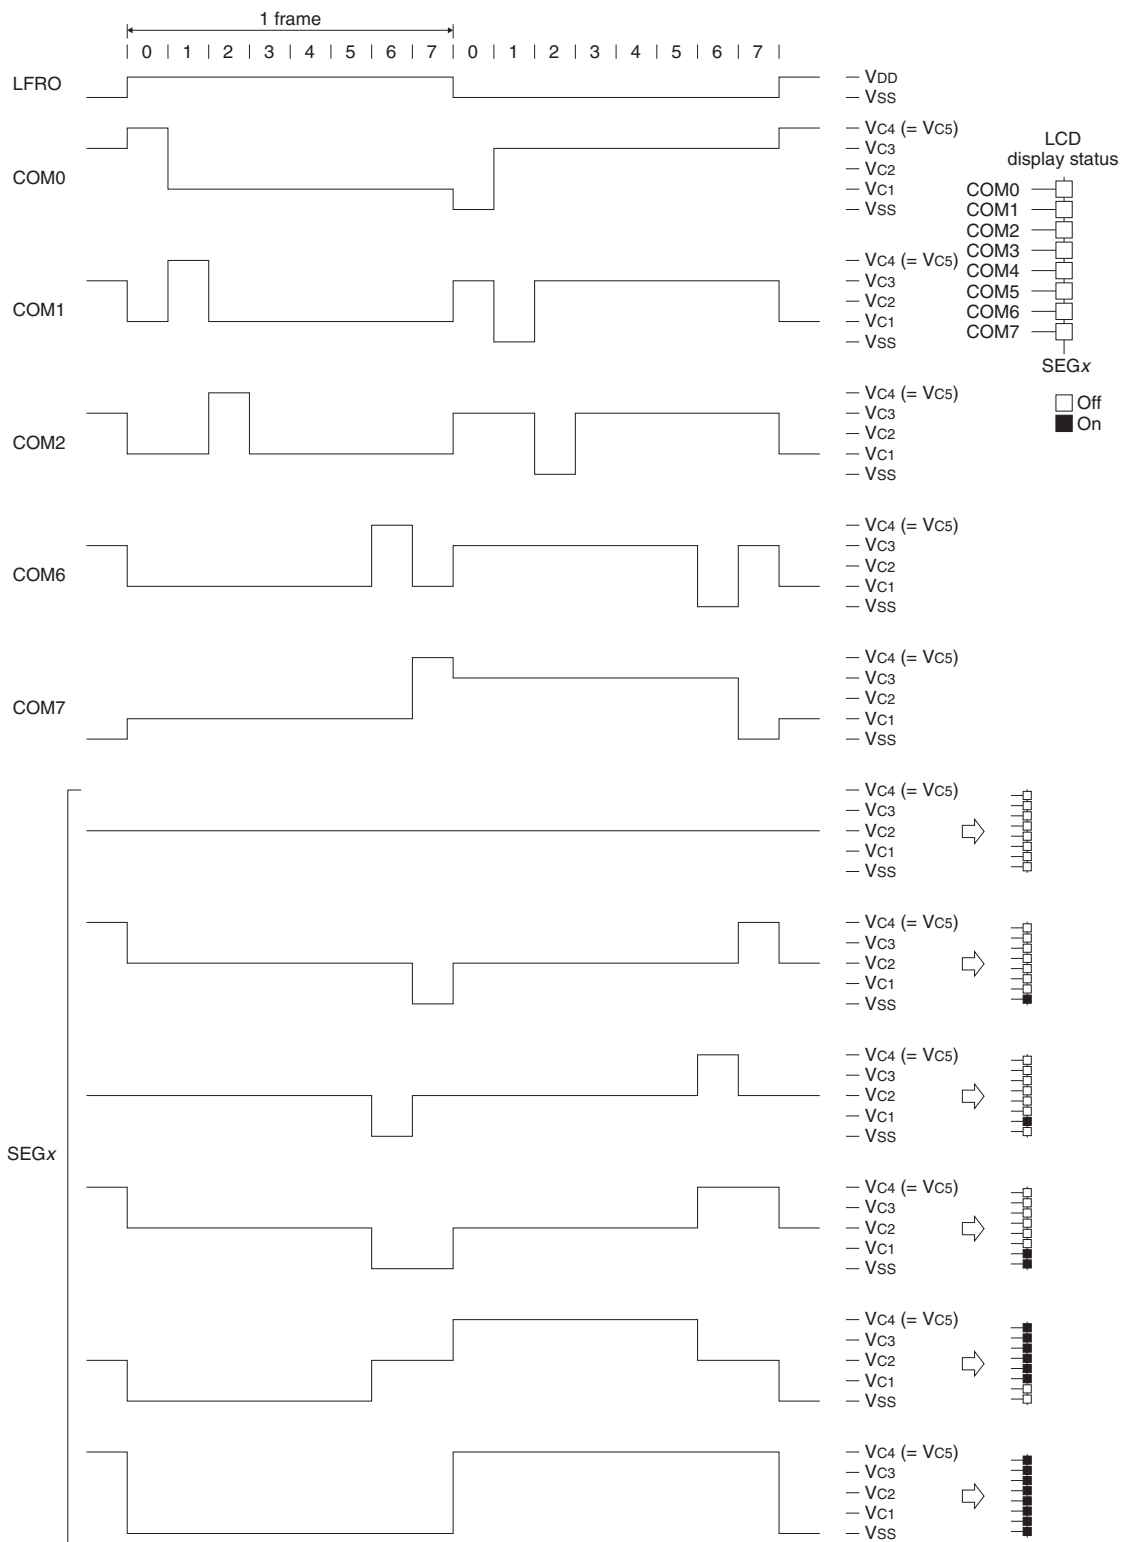 1 frame
0 1 2 3 4 5 6 7 0 1 2 3 4 5 6 7
LFRO
VDD
VSS
COM0
VC4 (= VC5)
VC3
VC2
VC1
VSS
LCD
display status
COM0
COM1
COM2
COM3
COM4
COM5
COM6
COM7
SEGx
Off
On
COM1
VC4 (= VC5)
VC3
VC2
VC1
VSS
COM2
VC4 (= VC5)
VC3
VC2
VC1
VSS
COM6
VC4 (= VC5)
VC3
VC2
VC1
VSS
COM7
VC4 (= VC5)
VC3
VC2
VC1
VSS
SEGx
VC4 (= VC5)
VC3
VC2
VC1
VSS
VC4 (= VC5)
VC3
VC2
VC1
VSS
VC4 (= VC5)
VC3
VC2
VC1
VSS
VC4 (= VC5)
VC3
VC2
VC1
VSS
VC4 (= VC5)
VC3
VC2
VC1
VSS
VC4 (= VC5)
VC3
VC2
VC1
VSS